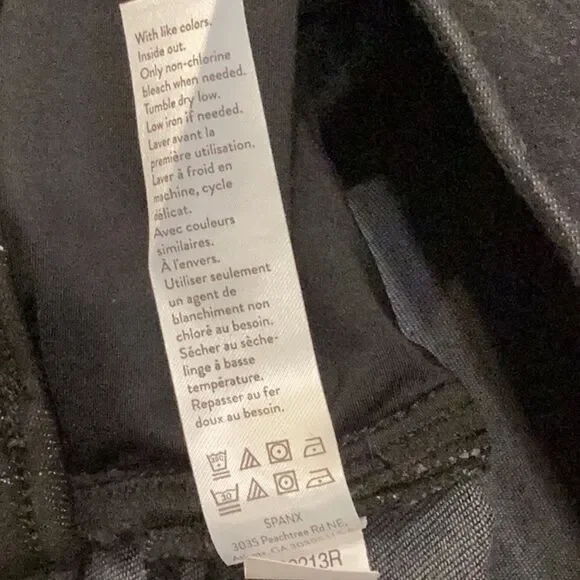 With like colors.
Inside out.
Only non-chlorine
bleach when needed.
Tumble dry low.
Low iron if needed.
Laver avant la
première utilisation.
Laver à froid en
machine, cycle
délicat.
Avec couleurs
similaires.
À l'envers.
Utiliser seulement
un agent de
blanchiment non
chloré au besoin.
Sécher au sèche-
linge à basse
température.
Repasser au fer
doux au besoin.
30
SPANX
3035 Peachtree Rd NE,
0213R